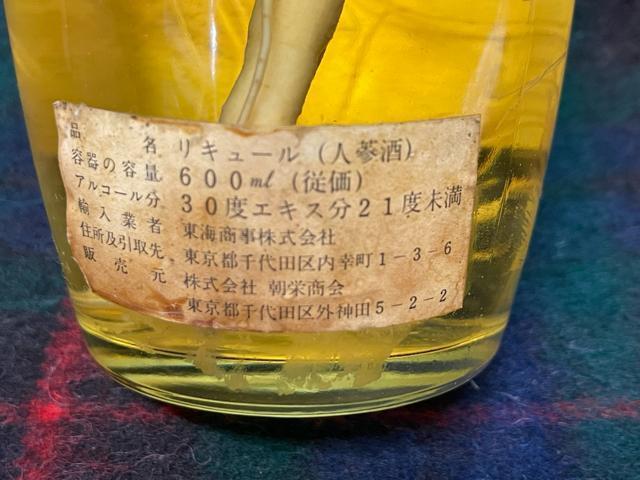 品名 リキュール (人蔘酒)
容器の容量 600ml (従価)
アルコール分 30度エキス分21度未満
輸入業者 東海商事株式会社
住所及引取先 東京都千代田区内幸町1-3-6
販売元 株式会社 朝栄商会
東京都千代田区外神田5-2-2